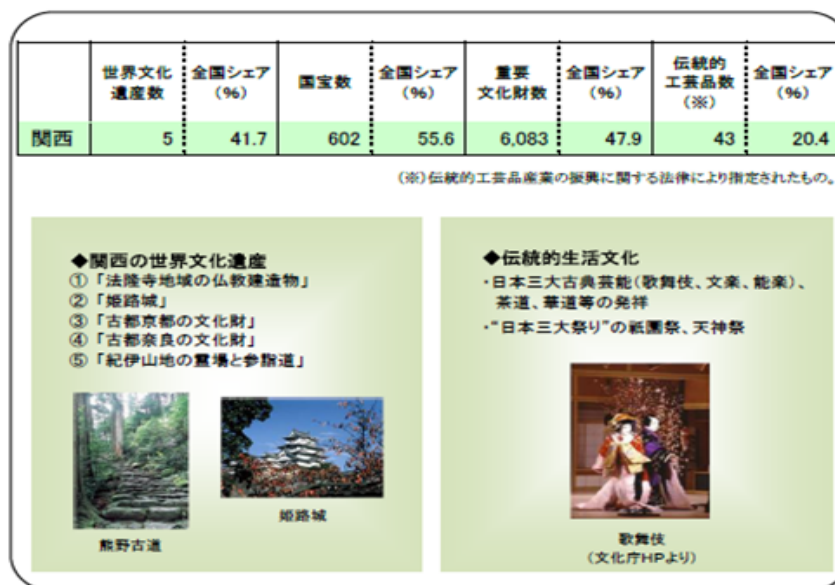 世界文化遺産数 全国シェア(%) 国宝数 全国シェア(%) 重要文化財数 全国シェア(%) 伝統的工芸品数(※) 全国シェア(%)
関西 5 41.7 602 55.6 6,083 47.9 43 20.4
(※)伝統的工芸品産業の振興に関する法律により指定されたもの。
◆関西の世界文化遺産
①「法隆寺地域の仏教建造物」
②「姫路城」
③「古都京都の文化財」
④「古都奈良の文化財」
⑤「紀伊山地の霊場と参詣道」
熊野古道
姫路城
◆伝統的生活文化
・日本三大古典芸能(歌舞伎、文楽、能楽)、
茶道、華道等の発祥
・“日本三大祭り”の祇園祭、天神祭
歌舞伎
(文化庁HPより)